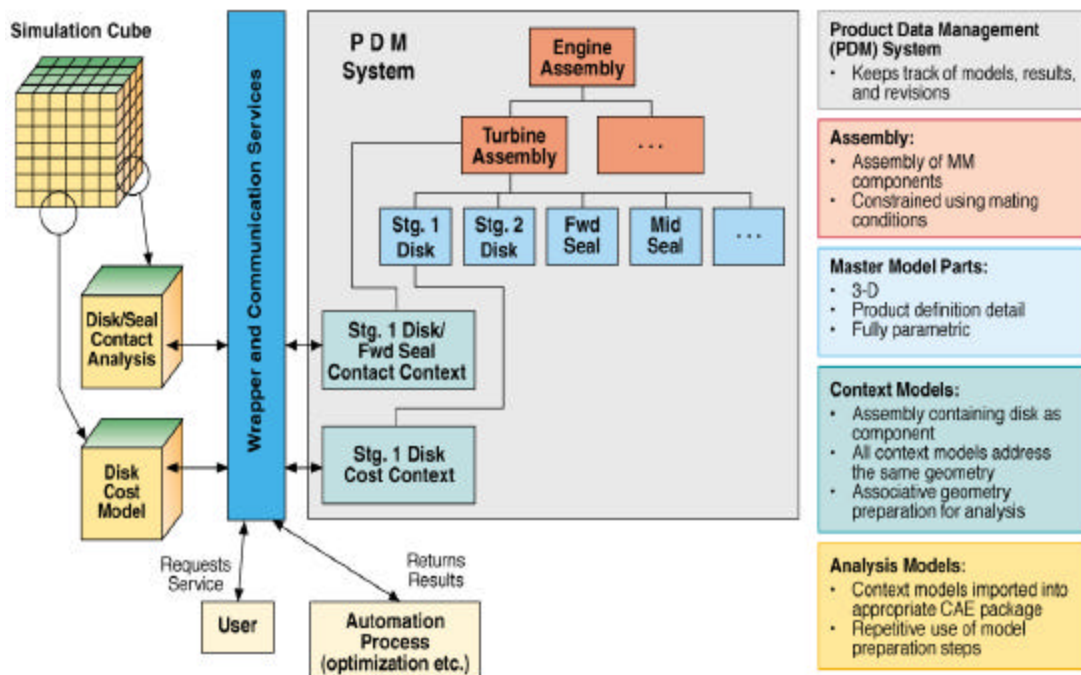 Simulation Cube
Disk/Seal
Contact
Analysis
Disk
Cost
Model
Wrapper and Communication Services
P D M
System
Engine
Assembly
Turbine
Assembly
. . .
Stg. 1
Disk
Stg. 2
Disk
Fwd
Seal
Mid
Seal
. . .
Stg. 1 Disk/
Fwd Seal
Contact Context
Stg. 1 Disk
Cost Context
Requests
Service
Returns
Results
User
Automation
Process
(optimization etc.)
Product Data Management
(PDM) System
• Keeps track of models, results,
and revisions
Assembly:
• Assembly of MM
components
• Constrained using mating
conditions
Master Model Parts:
• 3-D
• Product definition detail
• Fully parametric
Context Models:
• Assembly containing disk as
component
• All context models address
the same geometry
• Associative geometry
preparation for analysis
Analysis Models:
• Context models imported into
appropriate CAE package
• Repetitive use of model
preparation steps